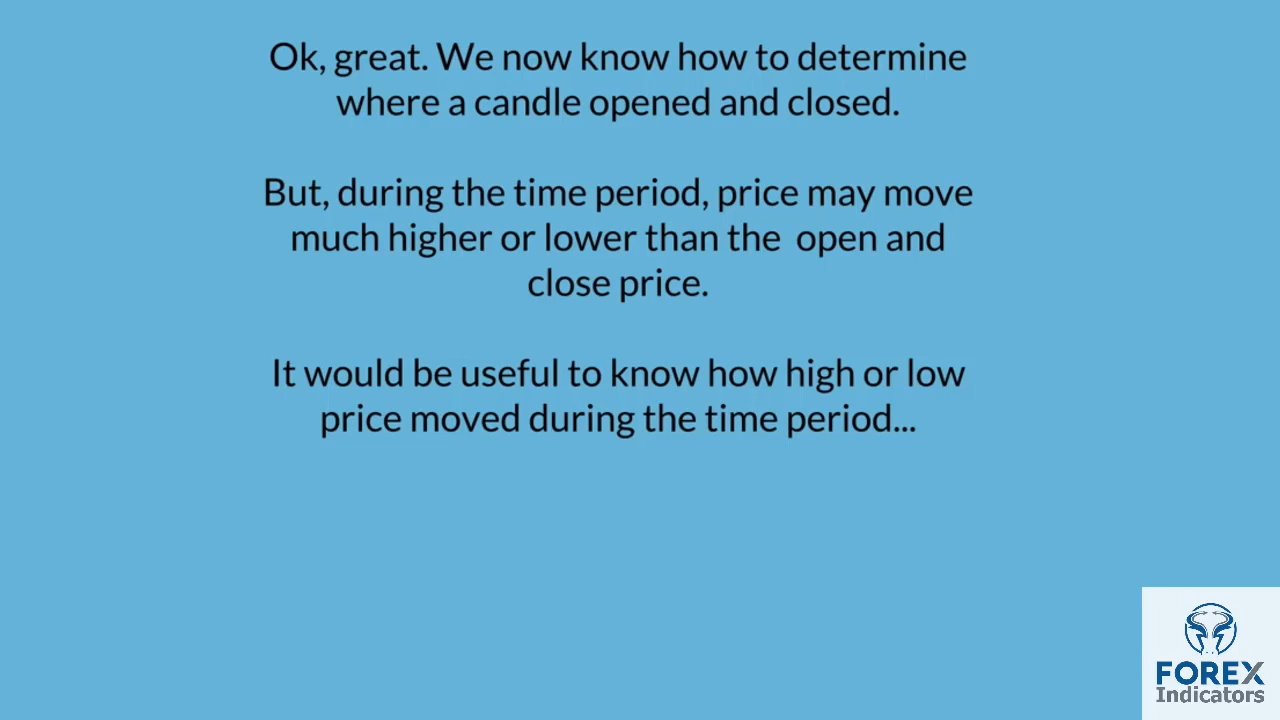 Ok, great. We now know how to determine
where a candle opened and closed.
But, during the time period, price may move
much higher or lower than the  open and
close price.
It would be useful to know how high or low
price moved during the time period...
FOREX
Indicators